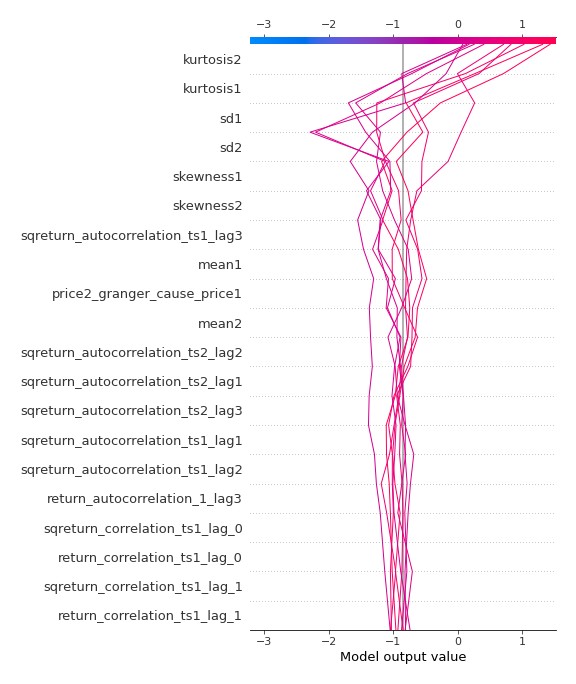 −3 −2 −1 0 1
kurtosis2
kurtosis1
sd1
sd2
skewness1
skewness2
sqreturn_autocorrelation_ts1_lag3
mean1
price2_granger_cause_price1
mean2
sqreturn_autocorrelation_ts2_lag2
sqreturn_autocorrelation_ts2_lag1
sqreturn_autocorrelation_ts2_lag3
sqreturn_autocorrelation_ts1_lag1
sqreturn_autocorrelation_ts1_lag2
return_autocorrelation_1_lag3
sqreturn_correlation_ts1_lag_0
return_correlation_ts1_lag_0
sqreturn_correlation_ts1_lag_1
return_correlation_ts1_lag_1
−3 −2 −1 0 1
Model output value